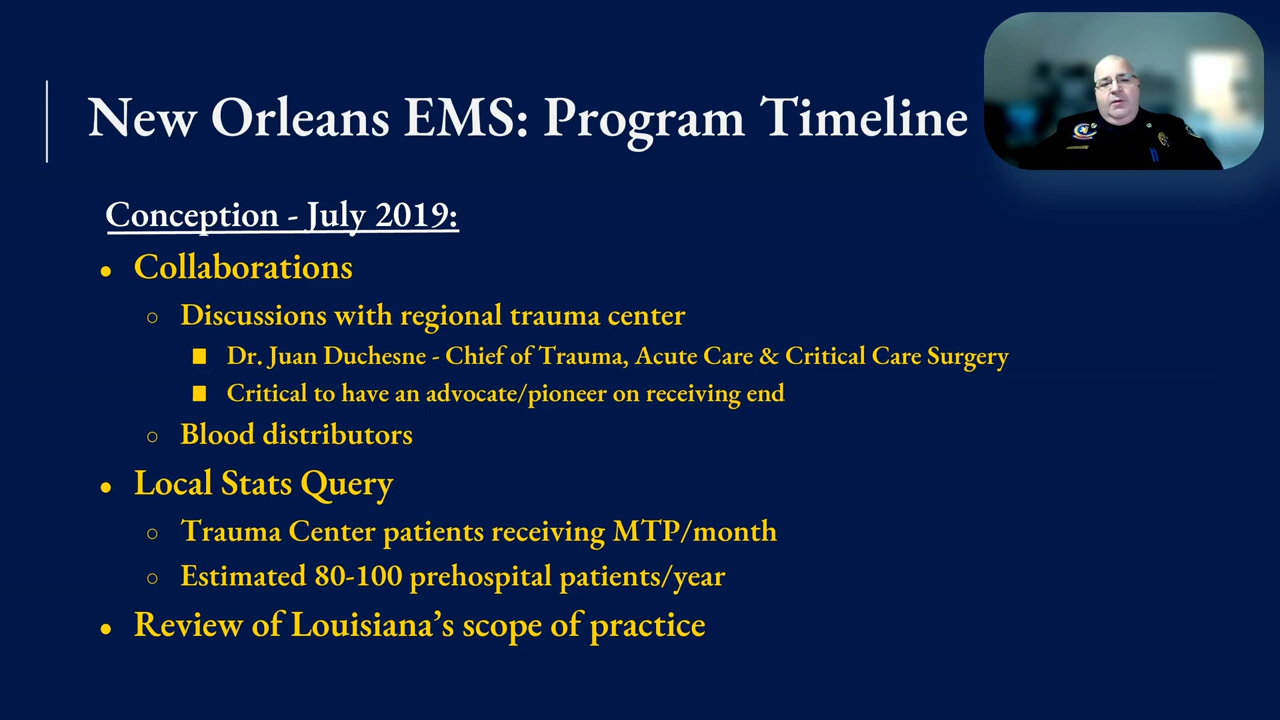 New Orleans EMS: Program Timeline
Conception - July 2019:
● Collaborations
○ Discussions with regional trauma center
■ Dr. Juan Duchesne - Chief of Trauma, Acute Care & Critical Care Surgery
■ Critical to have an advocate/pioneer on receiving end
○ Blood distributors
● Local Stats Query
○ Trauma Center patients receiving MTP/month
○ Estimated 80-100 prehospital patients/year
● Review of Louisiana’s scope of practice